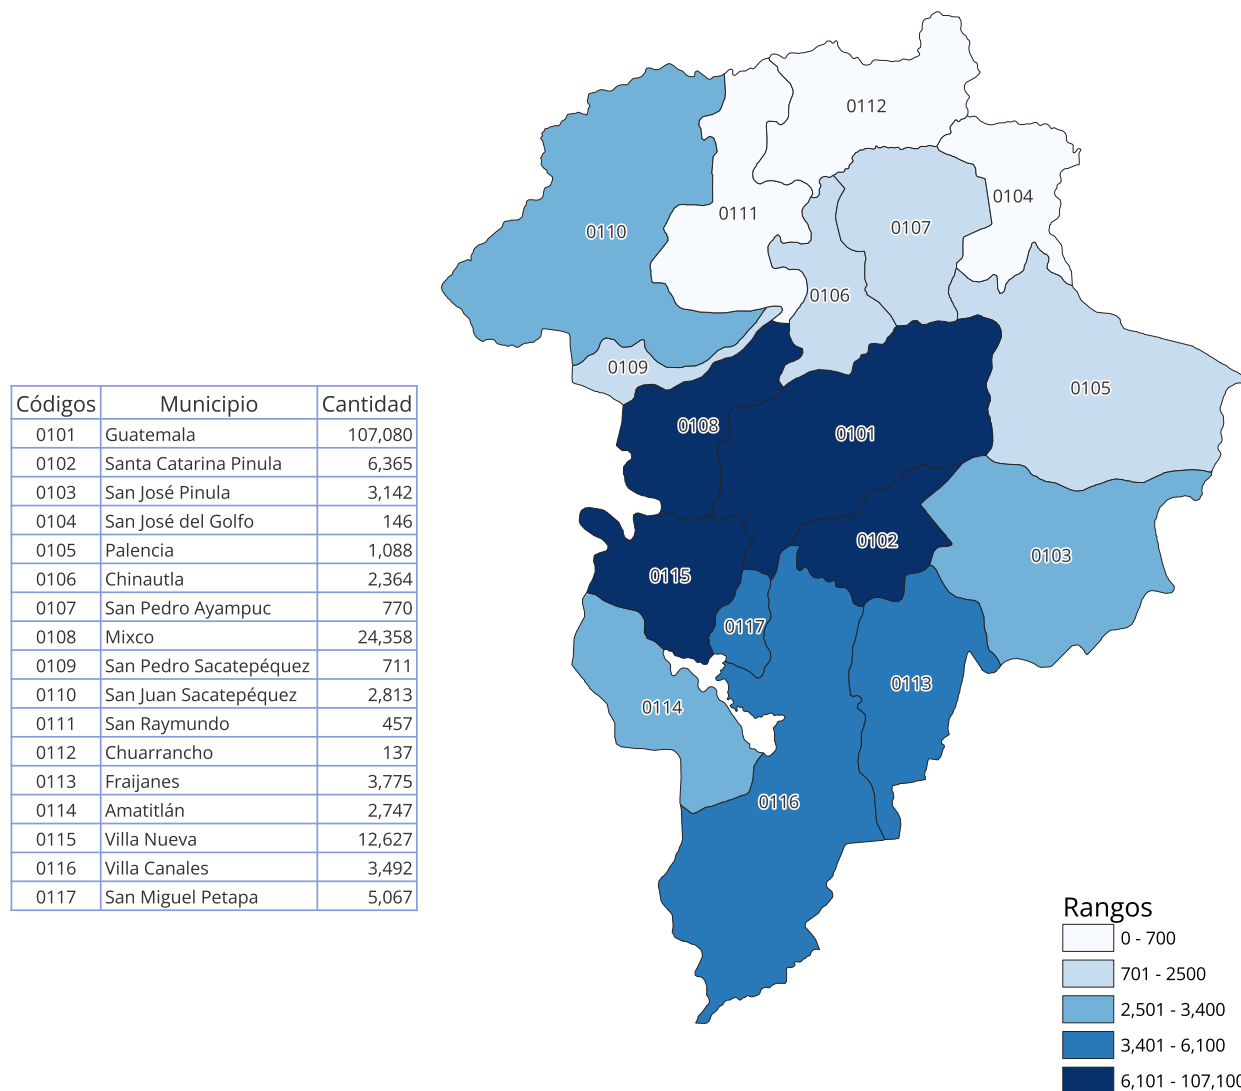 Códigos Municipio Cantidad
0101 Guatemala 107,080
0102 Santa Catarina Pinula 6,365
0103 San José Pinula 3,142
0104 San José del Golfo 146
0105 Palencia 1,088
0106 Chinautla 2,364
0107 San Pedro Ayampuc 770
0108 Mixco 24,358
0109 San Pedro Sacatepéquez 711
0110 San Juan Sacatepéquez 2,813
0111 San Raymundo 457
0112 Chuarrancho 137
0113 Fraijanes 3,775
0114 Amatitlán 2,747
0115 Villa Nueva 12,627
0116 Villa Canales 3,492
0117 San Miguel Petapa 5,067
0112
0104
0111
0107
0110
0106
0109
0105
0108
0101
0102
0103
0115
0117
0113
0114
0116
Rangos
0 - 700
701 - 2500
2,501 - 3,400
3,401 - 6,100
6,101 - 107,100